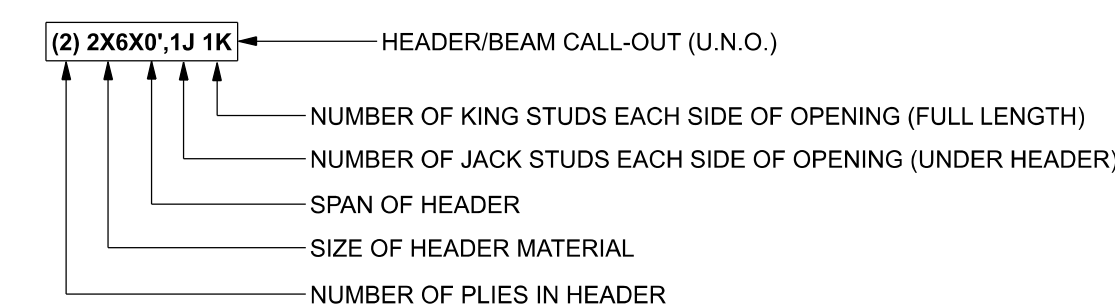 (2) 2X6X0',1J 1K
HEADER/BEAM CALL-OUT (U.N.O.)
NUMBER OF KING STUDS EACH SIDE OF OPENING (FULL LENGTH)
NUMBER OF JACK STUDS EACH SIDE OF OPENING (UNDER HEADER)
SPAN OF HEADER
SIZE OF HEADER MATERIAL
NUMBER OF PLIES IN HEADER